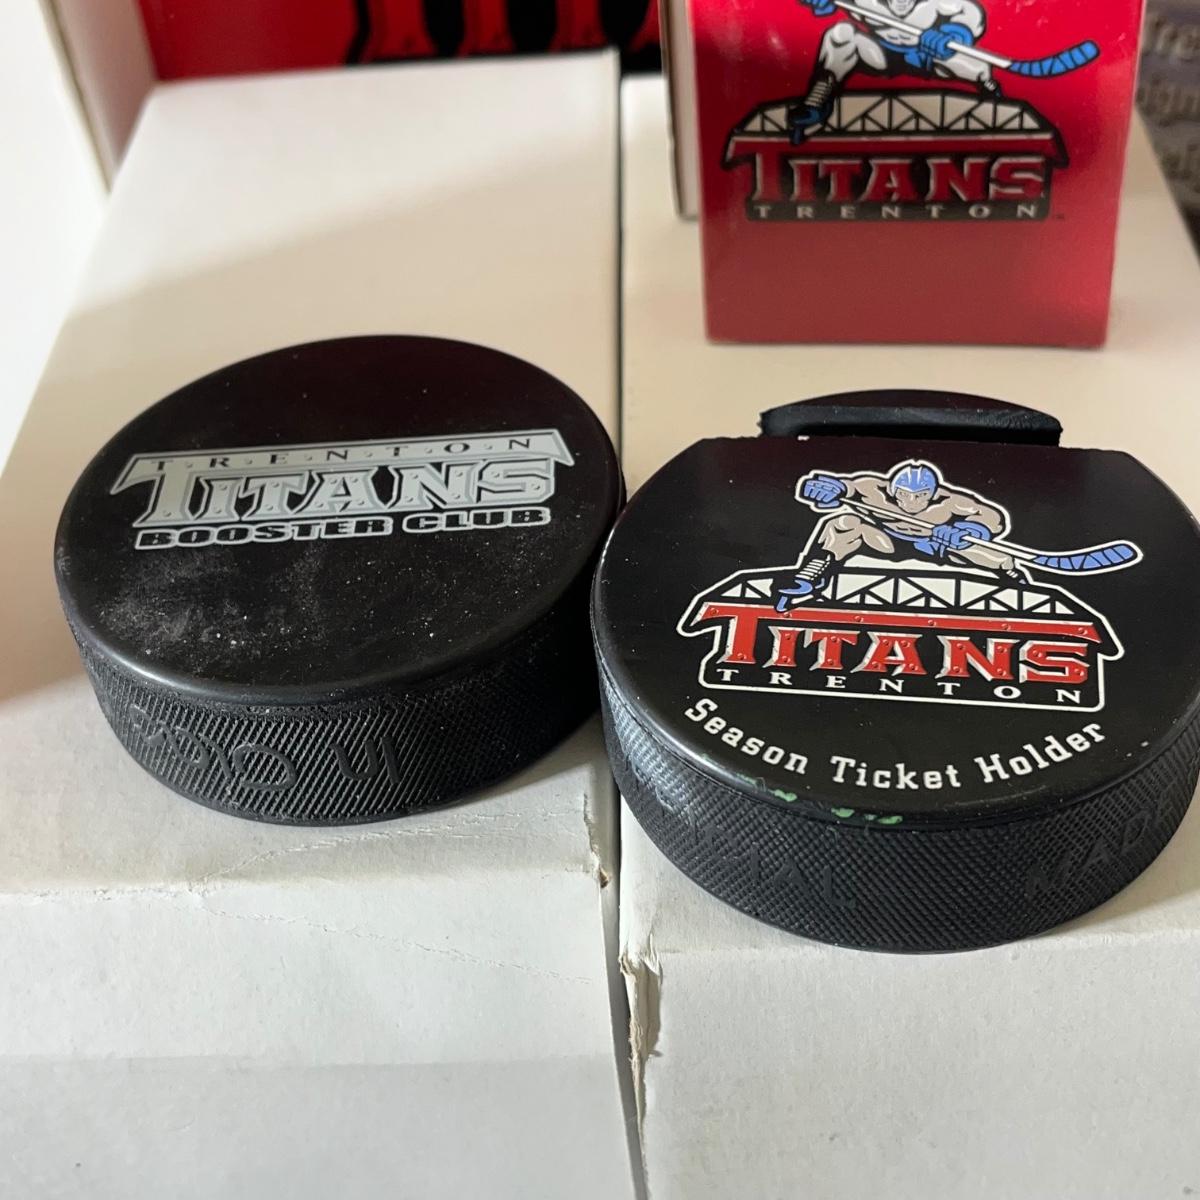 TITANS
TRENTON
TRENTON
TITANS
BOOSTER CLUB
TITANS
TRENTON
Season Ticket Holder